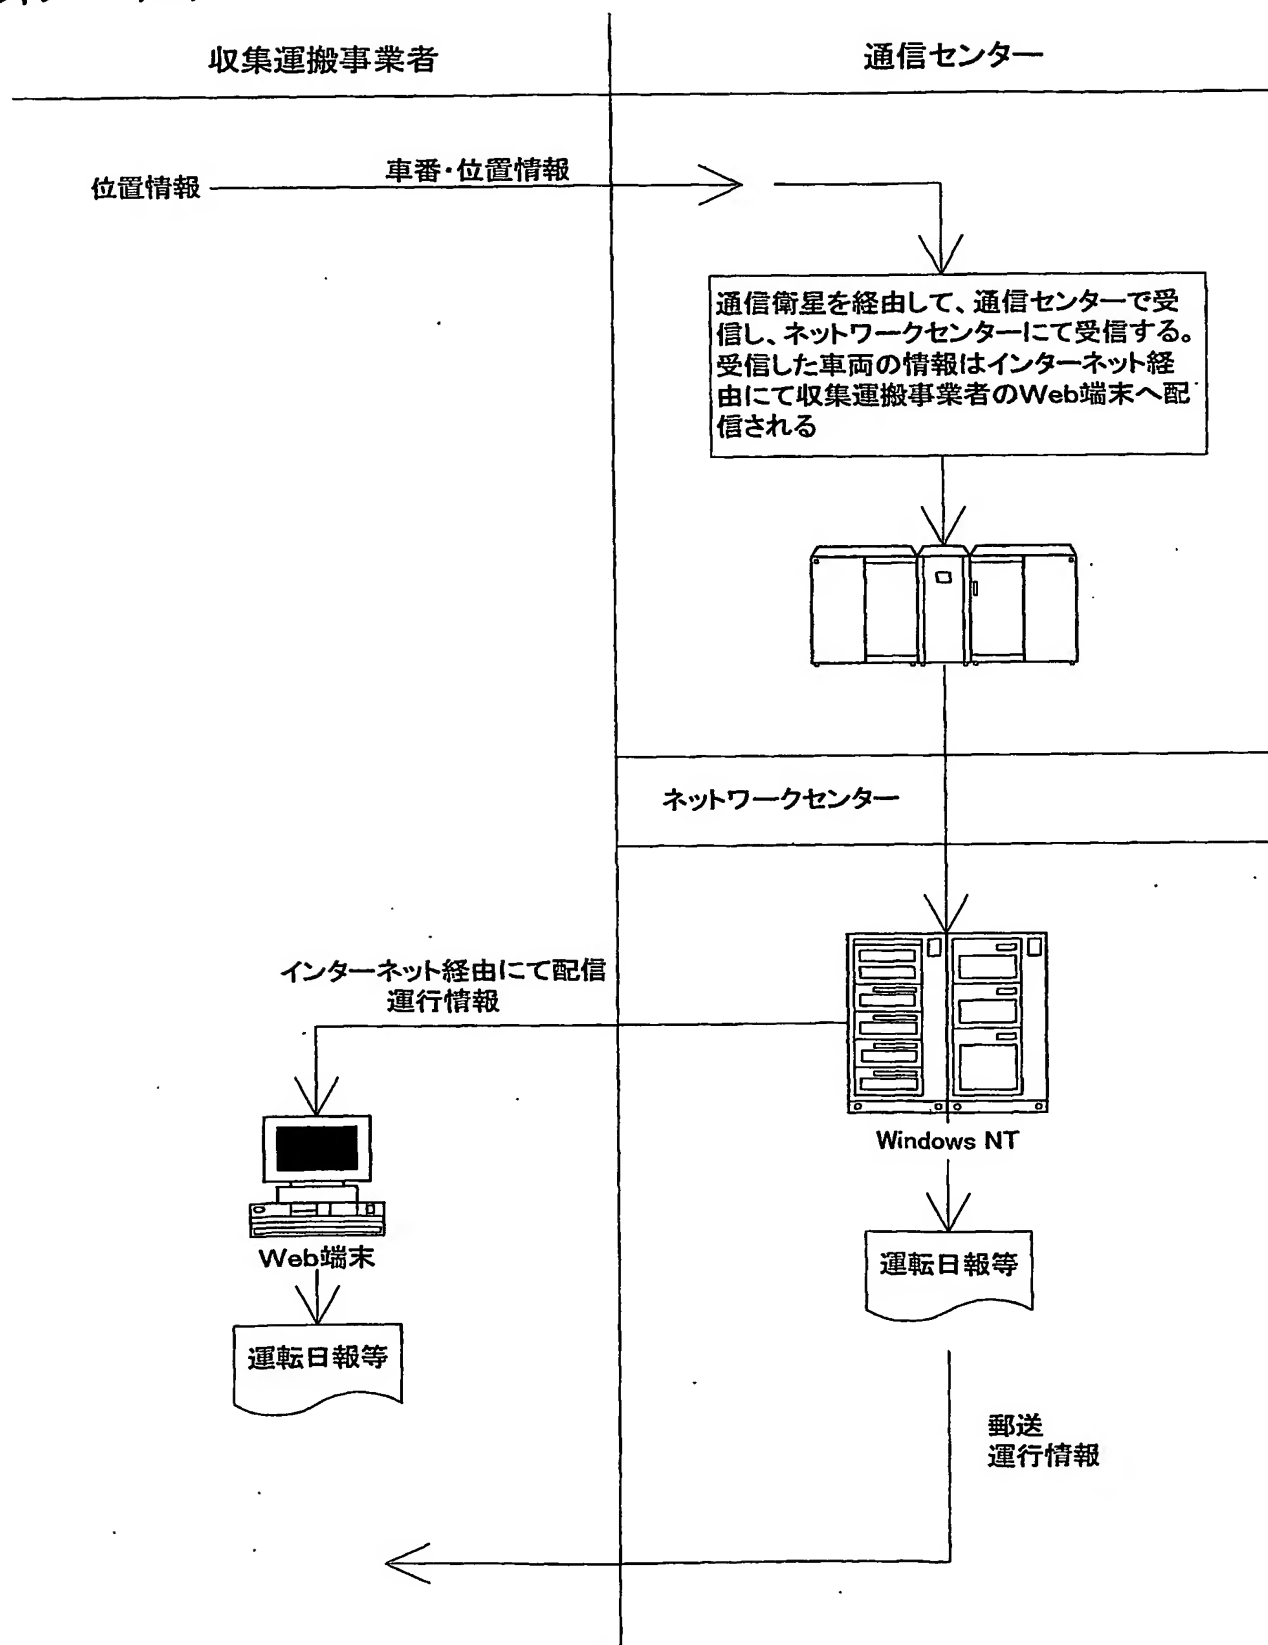 収集運搬事業者
通信センター
位置情報
車番・位置情報
通信衛星を経由して、通信センターで受
信し、ネットワークセンターにて受信する。
受信した車両の情報はインターネット経
由にて収集運搬事業者のWeb端末へ配
信される
ネットワークセンター
インターネット経由にて配信
運行情報
Windows NT
Web端末
運転日報等
運転日報等
郵送
運行情報